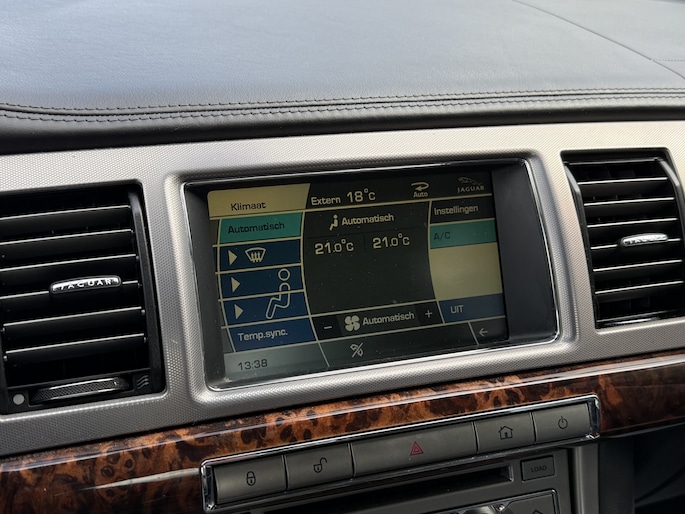 Klimaat
Extern 18°C
Auto
JAGUAR
Automatisch
Automatisch
Instellingen
21.0°C
21.0°C
A/C
Temp.sync.
- Automatisch +
UIT
13:38
JAGUAR
JAGUAR
LOAD